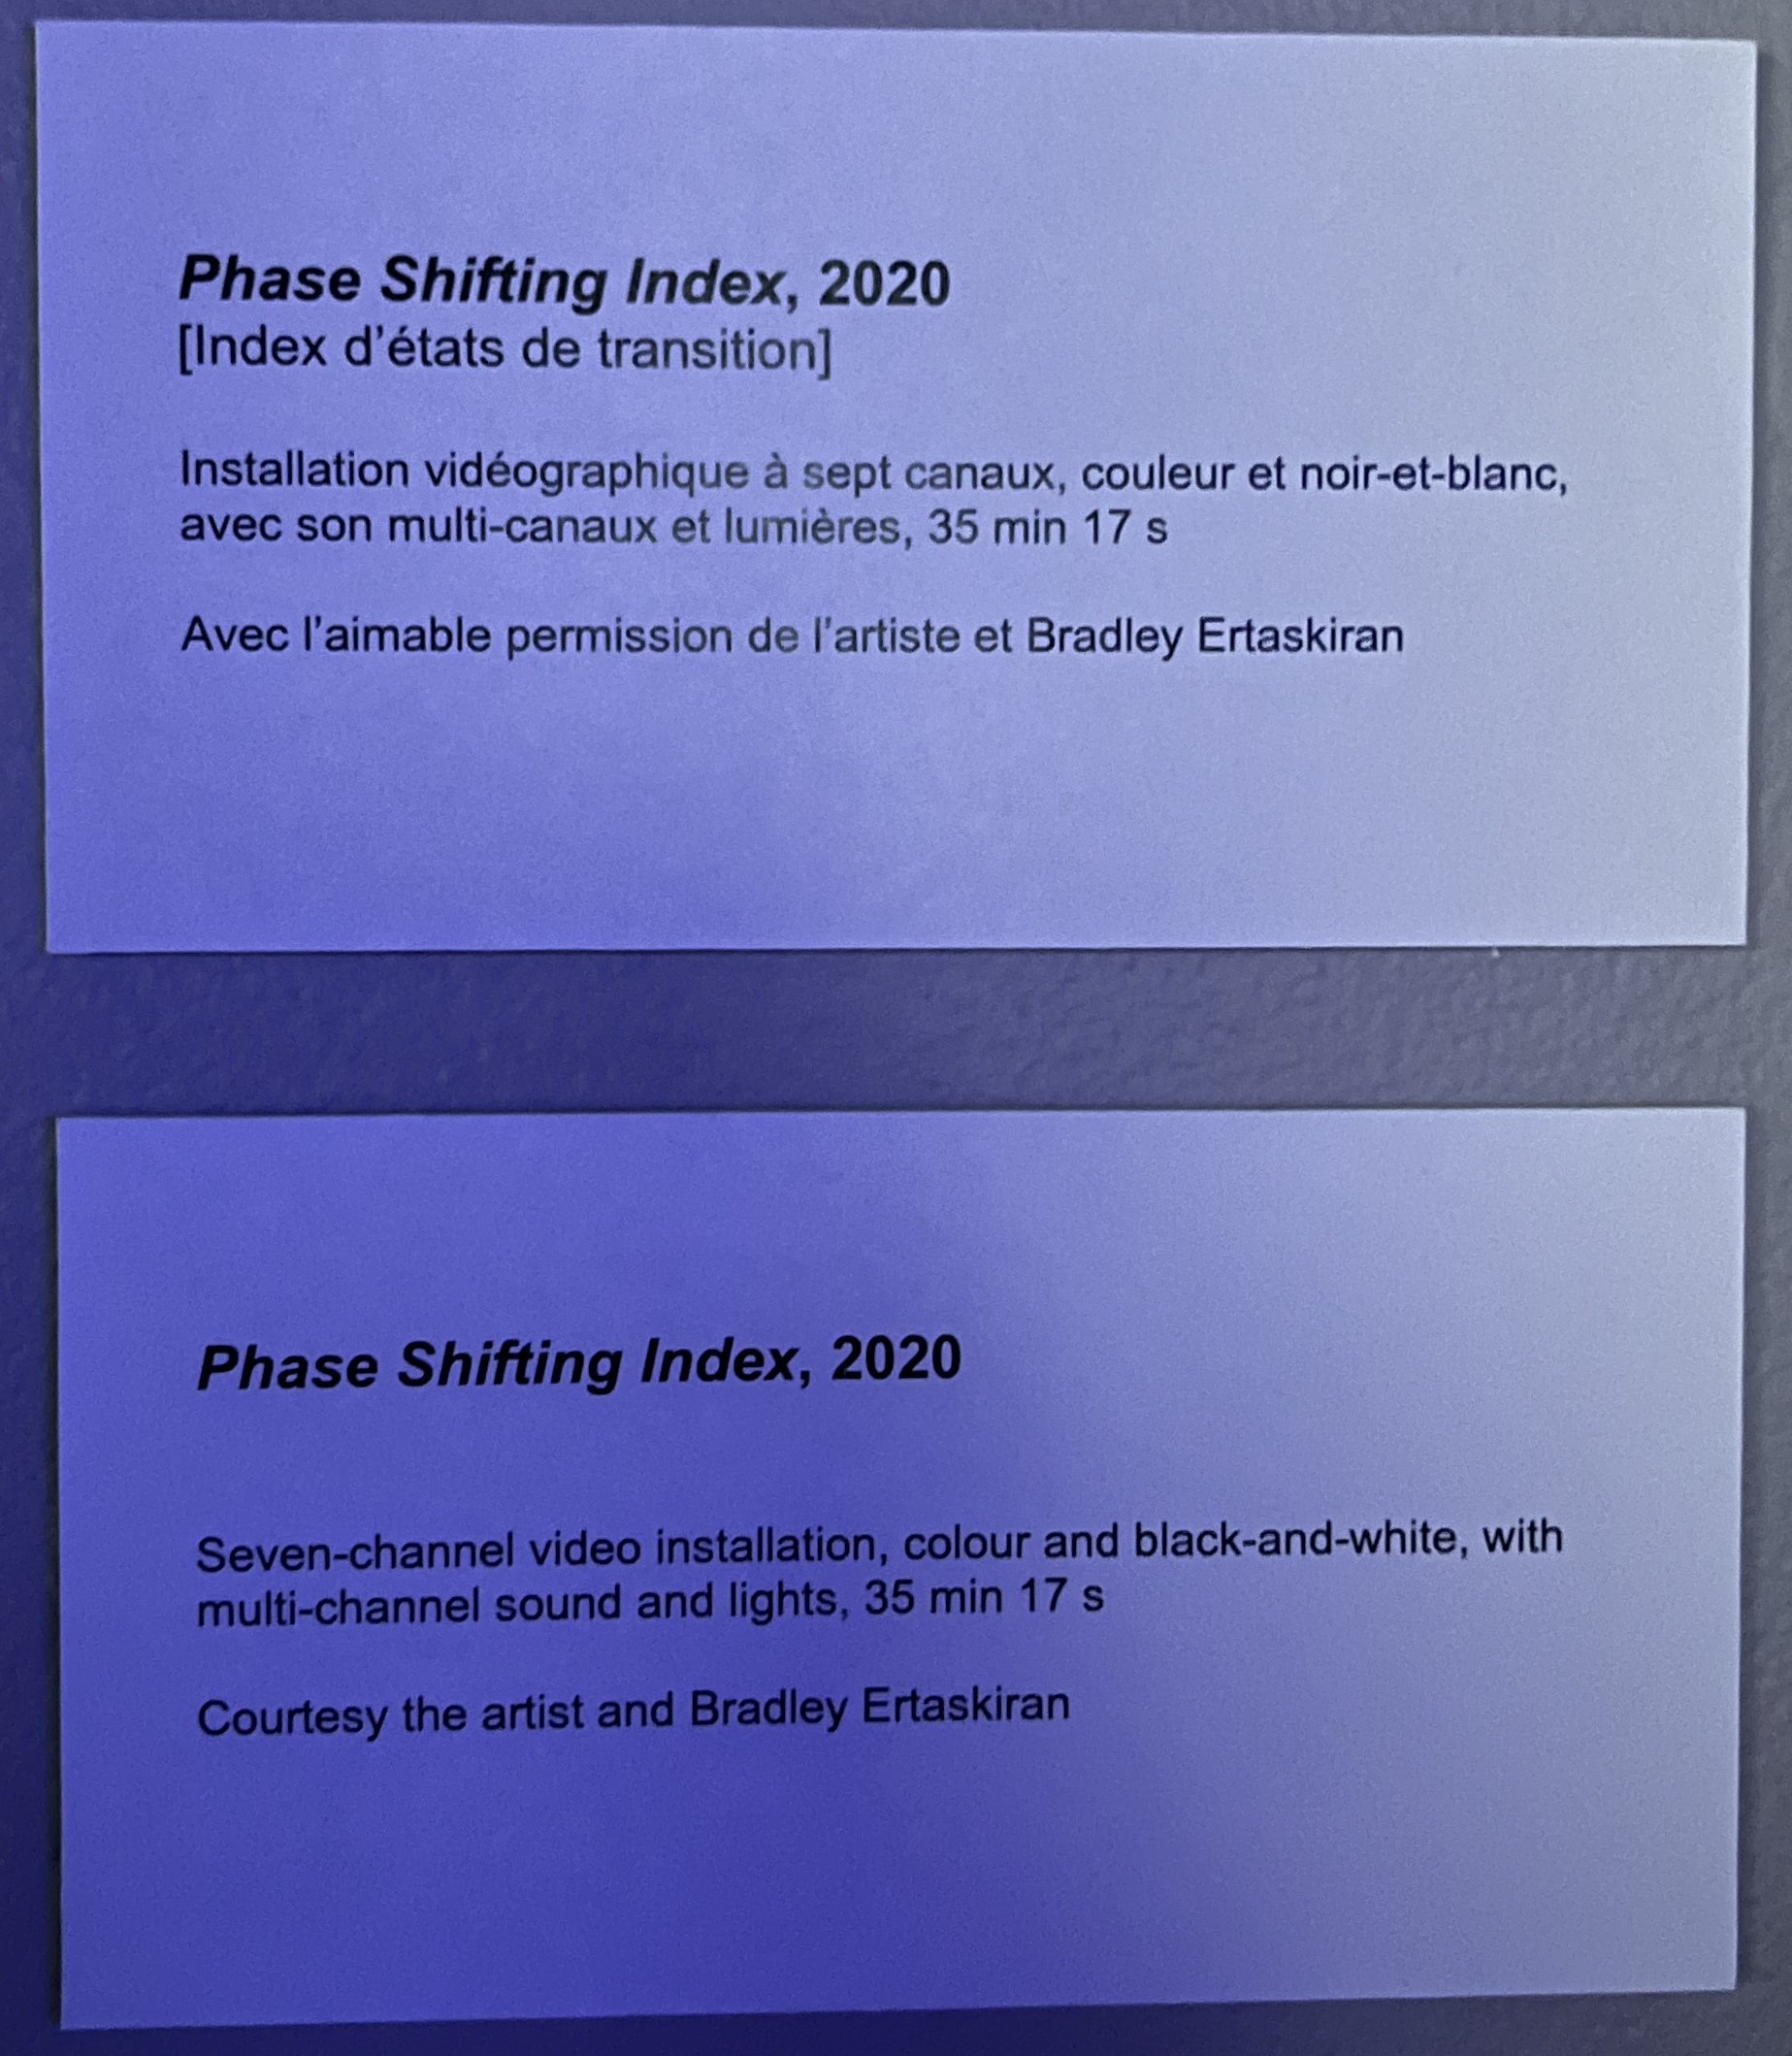 Phase Shifting Index, 2020
[Index d’états de transition]
Installation vidéographique à sept canaux, couleur et noir-et-blanc,
avec son multi-canaux et lumières, 35 min 17 s
Avec l’aimable permission de l’artiste et Bradley Ertaskiran
Phase Shifting Index, 2020
Seven-channel video installation, colour and black-and-white, with
multi-channel sound and lights, 35 min 17 s
Courtesy the artist and Bradley Ertaskiran